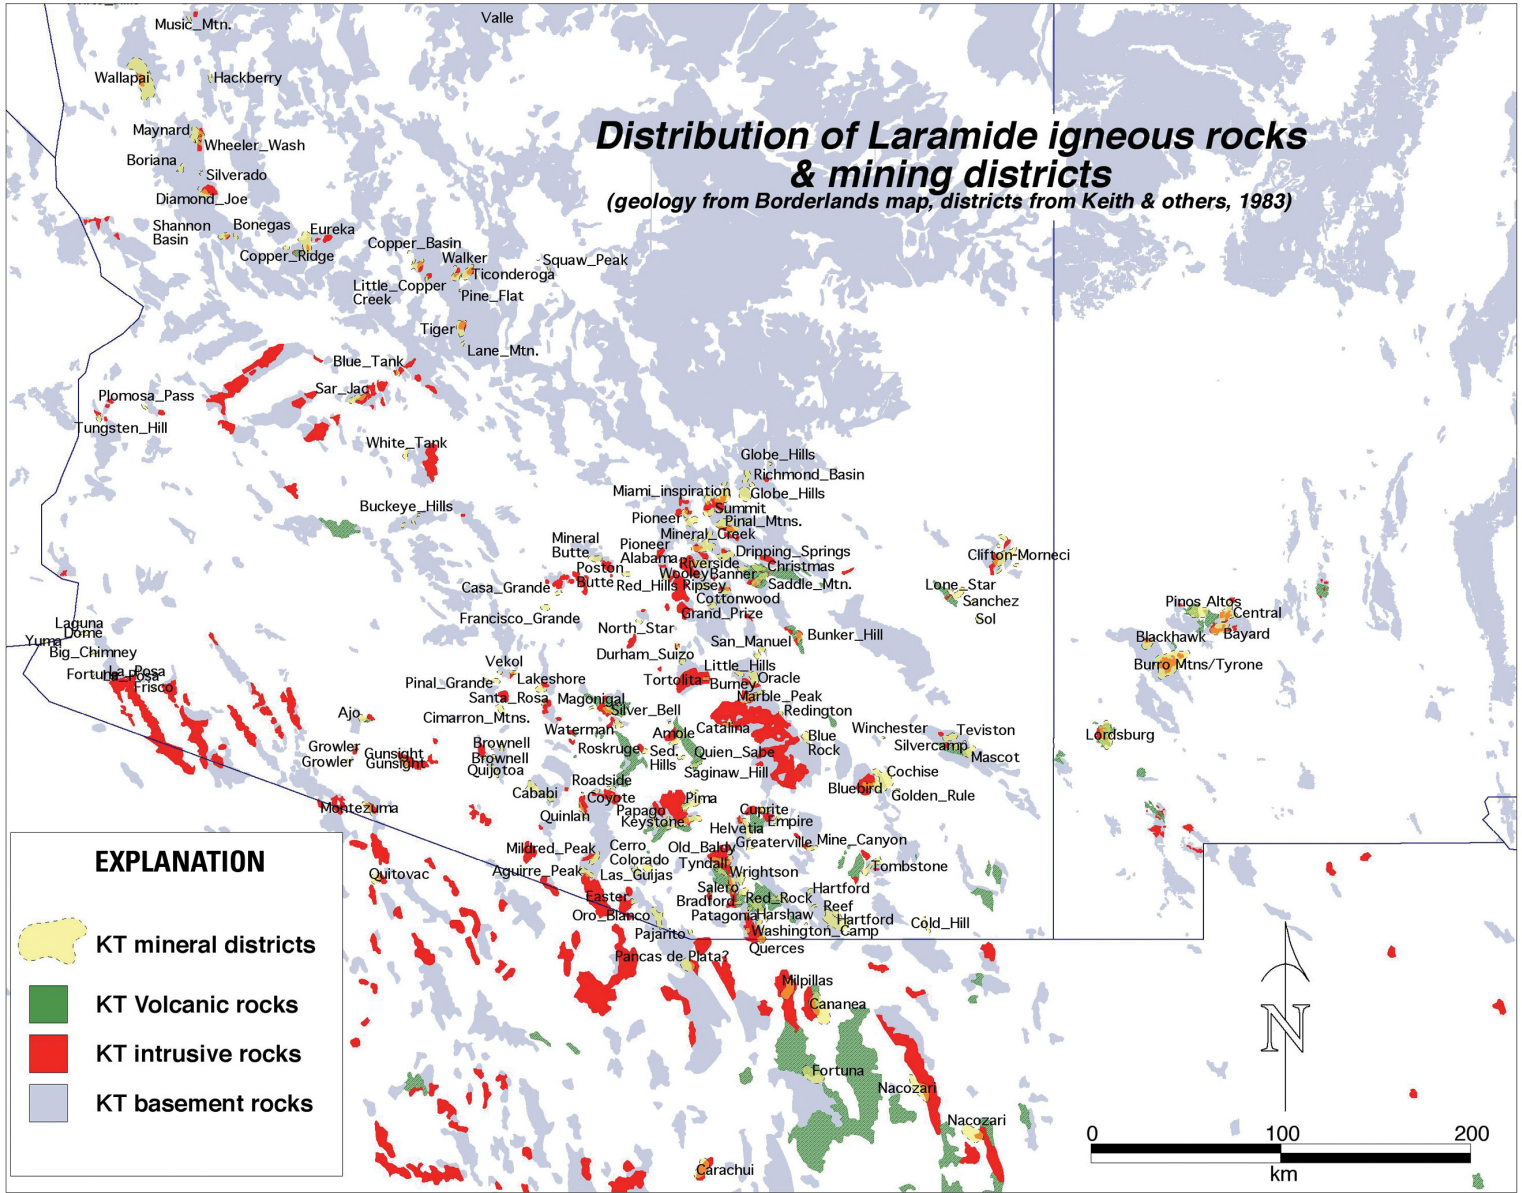 Music_Mtn.
Valle
Wallapai
Hackberry
Maynard
Wheeler_Wash
Boriana
Silverado
Diamond_Joe
Distribution of Laramide igneous rocks
& mining districts
(geology from Borderlands map, districts from Keith & others, 1983)
Shannon
Basin
Bonegas
Eureka
Copper_Ridge
Copper_Basin
Walker
Squaw_Peak
Ticonderoga
Little_Copper
Creek
Pine_Flat
Tiger
Lane_Mtn.
Blue_Tank
Sar_Jac
Plomosa_Pass
Tungsten_Hill
White_Tank
Buckeye_Hills
Globe_Hills
Richmond_Basin
Miami_inspiration
Globe_Hills
Summit
Pioneer
Pinal_Mtns.
Mineral_Creek
Mineral
Butte
Pioneer
Alabama
Dripping_Springs
Riverside
Christmas
Poston
Butte
Wooley
Banner
Casa_Grande
Red_Hills
Ripsey
Saddle_Mtn.
Cottonwood
Grand_Prize
Francisco_Grande
North_Star
San_Manuel
Bunker_Hill
Durham_Suizo
Clifton-Morneci
Lone_Star
Sanchez
Sol
Pinos Altos
Central
Bayard
Blackhawk
Burro Mtns/Tyrone
Lordsburg
Laguna
Dome
Yuma
Big_Chimney
Fortuna
La_Posa
La_Posa
Frisco
Vekol
Little_Hills
Pinal_Grande
Lakeshore
Tortolita
Burney
Oracle
Santa_Rosa
Magonigal
Marble_Peak
Silver_Bell
Redington
Ajo
Cimarron_Mtns.
Waterman
Amole
Catalina
Winchester
Teviston
Blue
Rock
Silvercamp
Mascot
Growler
Growler
Gunsight
Gunsight
Brownell
Brownell
Quijotoa
Roskruge
Sed.
Hills
Quien_Sabe
Saginaw_Hill
Roadside
Cochise
Bluebird
Golden_Rule
Cababi
Coyote
Pima
Montezuma
Quinlan
Papago
Keystone
Cuprite
Empire
Helvetia
Greaterville
Mine_Canyon
Mildred_Peak
Cerro
Colorado
Old_Baldy
Tyndall
Wrightson
Tombstone
Aguirre_Peak
Las_Guijas
Quitovac
Salero
Hartford
Easter
Bradford
Red_Rock
Reef
Oro_Blanco
Patagonia
Harshaw
Hartford
Cold_Hill
Pajarito
Washington_Camp
Querces
Pancas de Plata?
Milpillas
Cananea
Fortuna
Nacozari
Nacozari
Carachui
EXPLANATION
KT mineral districts
KT Volcanic rocks
KT intrusive rocks
KT basement rocks
N
0 100 200
km